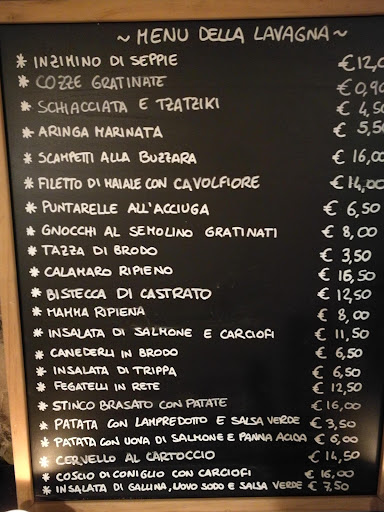 ~ MENU DELLA LAVAGNA ~
* INZIMINO DI SEPPIE €12,0
* COZZE GRATINATE €0,90
* SCHIACCIATA E TZATZIKI € 4,50
* ARINGA MARINATA € 5,50
* SCAMPETTI ALLA BUZZARA € 16,00
* FILETTO DI MAIALE CON CAVOLFIORE € 14,00
* PUNTARELLE ALL'ACCIUGA € 6,50
* GNOCCHI AL SEMOLINO GRATINATI € 8,00
* TAZZA DI BRODO € 3,50
* CALAMARO RIPIENO € 16,50
* BISTECCA DI CASTRATO € 12,50
* MAMMA RIPIENA € 8,00
* INSALATA DI SALMONE E CARCIOFI € 11,50
* CANEDERLI IN BRODO € 6,50
* INSALATA DI TRIPPA € 6,50
* FEGATELLI IN RETE € 12,50
* STINCO BRASATO CON PATATE € 16,00
* PATATA CON LAMPREDOTTO E SALSA VERDE € 3,50
* PATATA CON UOVA DI SALMONE E PANNA ACIDA € 6,00
* CERVELLO AL CARTOCCIO € 14,50
* COSCIO DI CONIGLIO CON CARCIOFI € 16,00
* INSALATA DI GALLINA, UOVO SODO E SALSA VERDE € 7,50